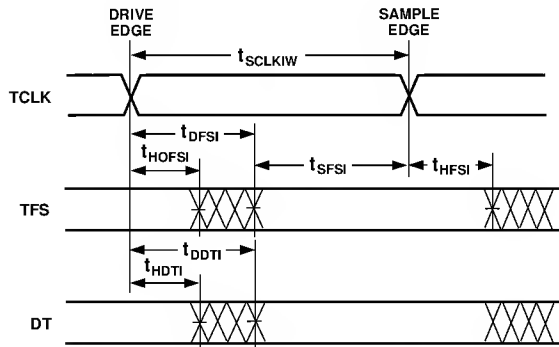 DRIVE EDGE
SAMPLE EDGE
tSCLKIW
TCLK
tDFSI
tHOFSI
tSFSI
tHFSI
TFS
tDDTI
tHDTI
DT